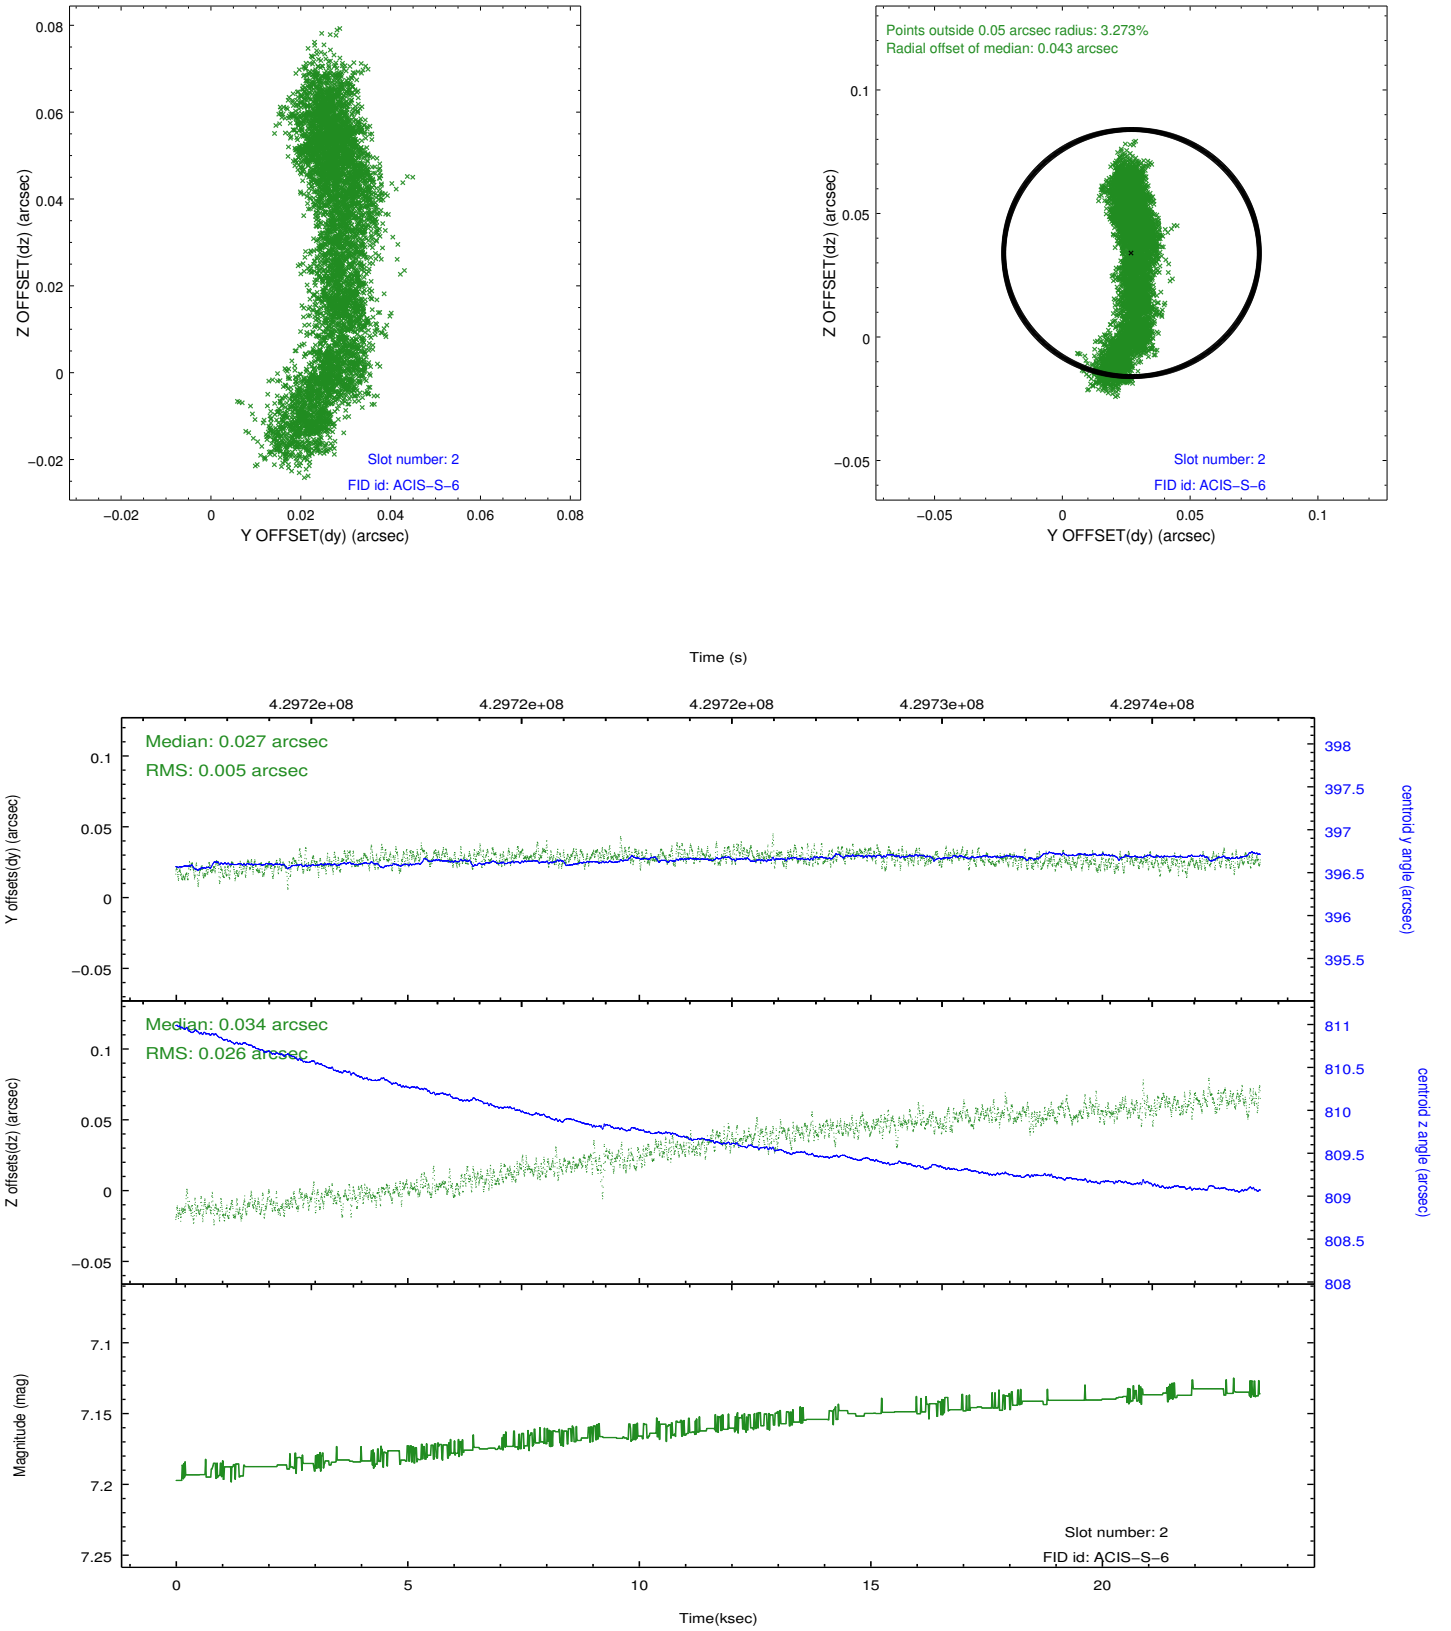 0.08
0.06
0.04
0.02
0
−0.02
−0.02
0
0.02
0.04
0.06
0.08
Z OFFSET(dz) (arcsec)
Y OFFSET(dy) (arcsec)
Slot number: 2
FID id: ACIS−S−6
Points outside 0.05 arcsec radius: 3.273%
Radial offset of median: 0.043 arcsec
0.1
0.05
0
−0.05
−0.05
0
0.05
0.1
Z OFFSET(dz) (arcsec)
Y OFFSET(dy) (arcsec)
Slot number: 2
FID id: ACIS−S−6
Time (s)
4.2972e+08
4.2972e+08
4.2972e+08
4.2973e+08
4.2974e+08
Median: 0.027 arcsec
RMS: 0.005 arcsec
0.1
0.05
0
−0.05
Y offsets(dy) (arcsec)
398
397.5
397
396.5
396
395.5
centroid y angle (arcsec)
Median: 0.034 arcsec
RMS: 0.026 arcsec
0.1
0.05
0
−0.05
Z offsets(dz) (arcsec)
811
810.5
810
809.5
809
808.5
808
centroid z angle (arcsec)
7.1
7.15
7.2
7.25
Magnitude (mag)
Slot number: 2
FID id: ACIS−S−6
0
5
10
15
20
Time(ksec)